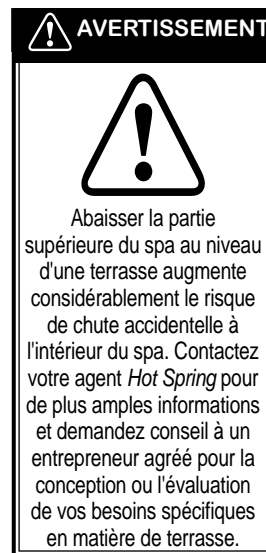 AVERTISSEMENT
Abaisser la partie
supérieure du spa au niveau
d'une terrasse augmente
considérablement le risque
de chute accidentelle à
l'intérieur du spa. Contactez
votre agent Hot Spring pour
de plus amples informations
et demandez conseil à un
entrepreneur agréé pour la
conception ou l'évaluation
de vos besoins spécifiques
en matière de terrasse.